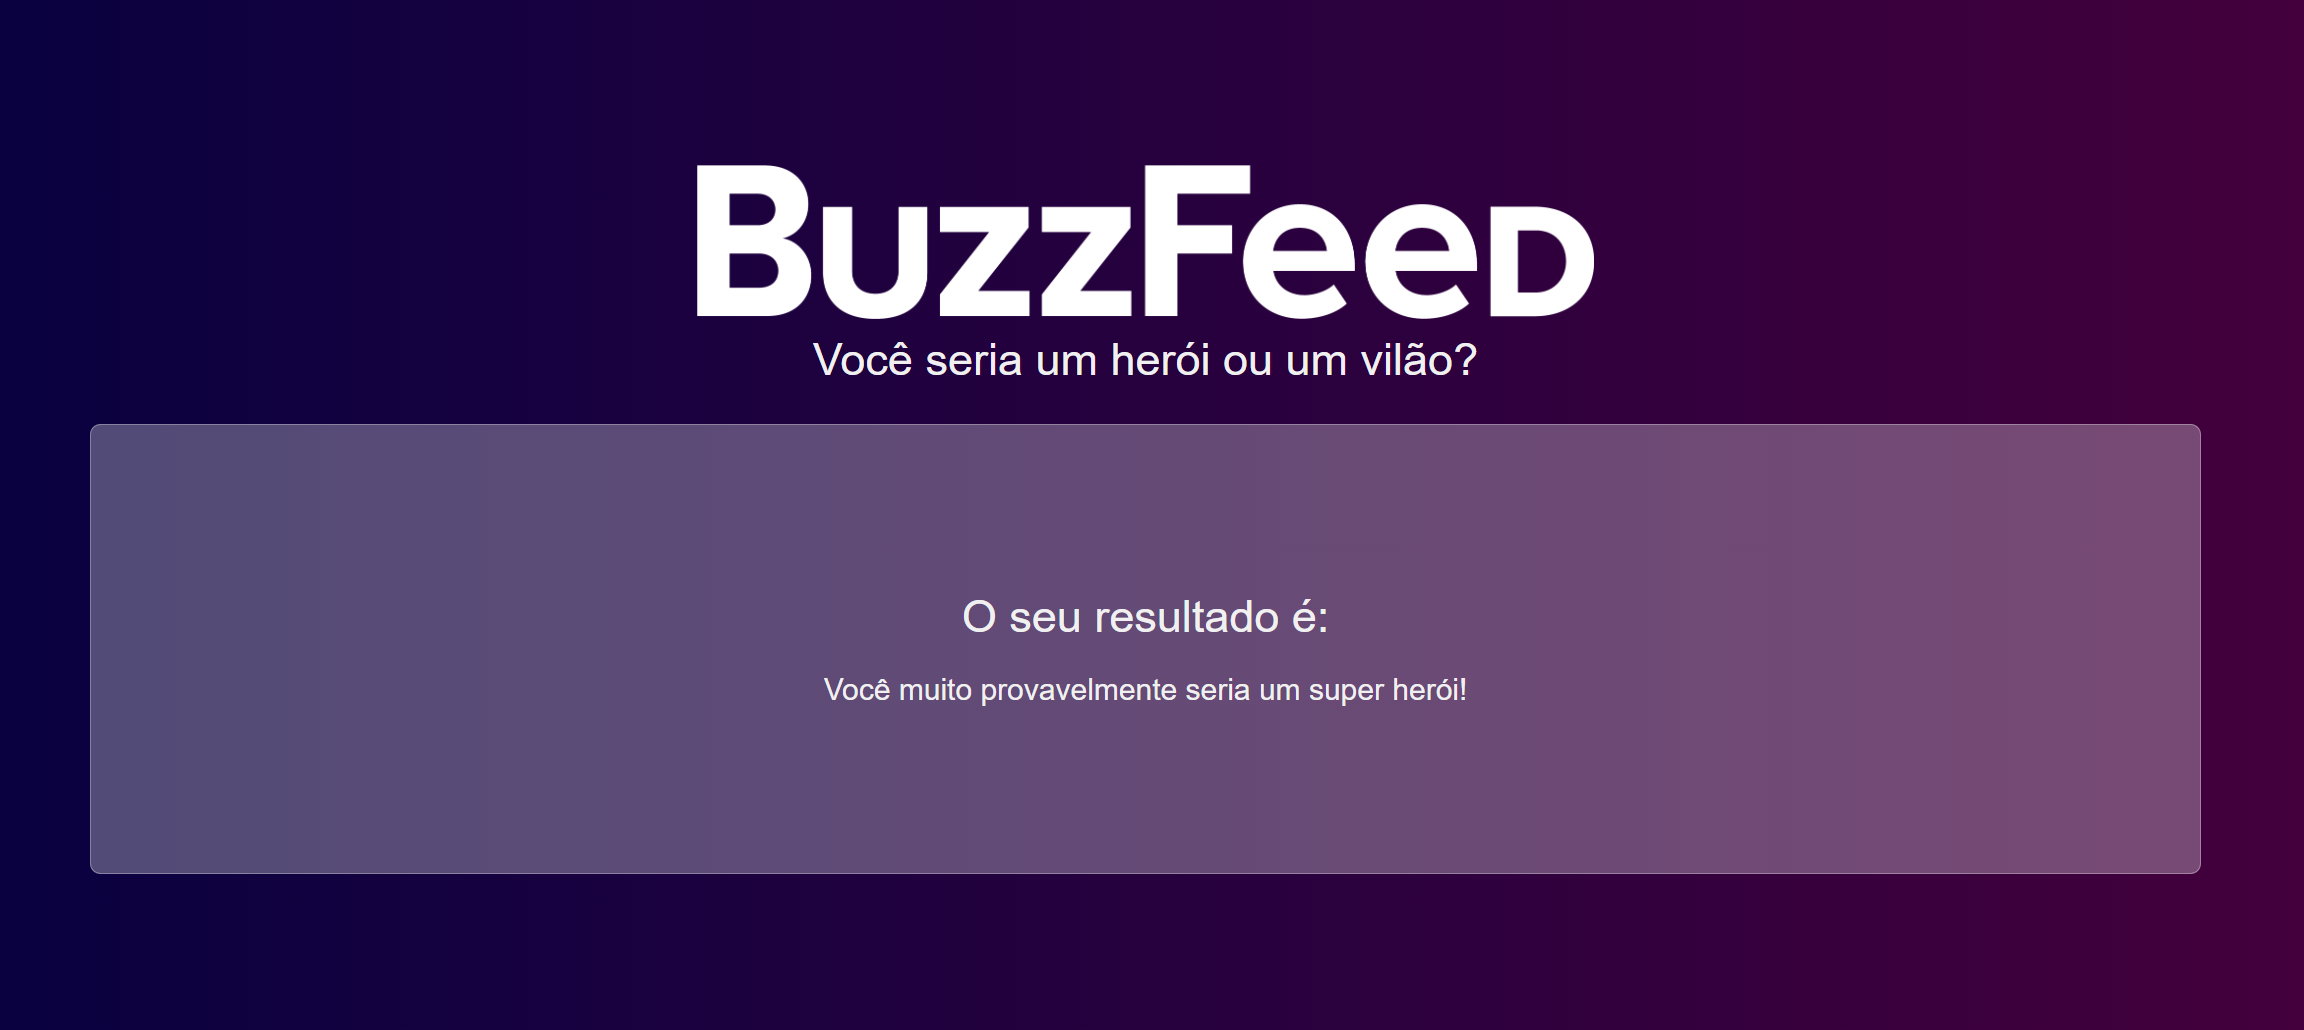 BuzzFeed
Você seria um herói ou um vilão?
O seu resultado é:
Você muito provavelmente seria um super herói!